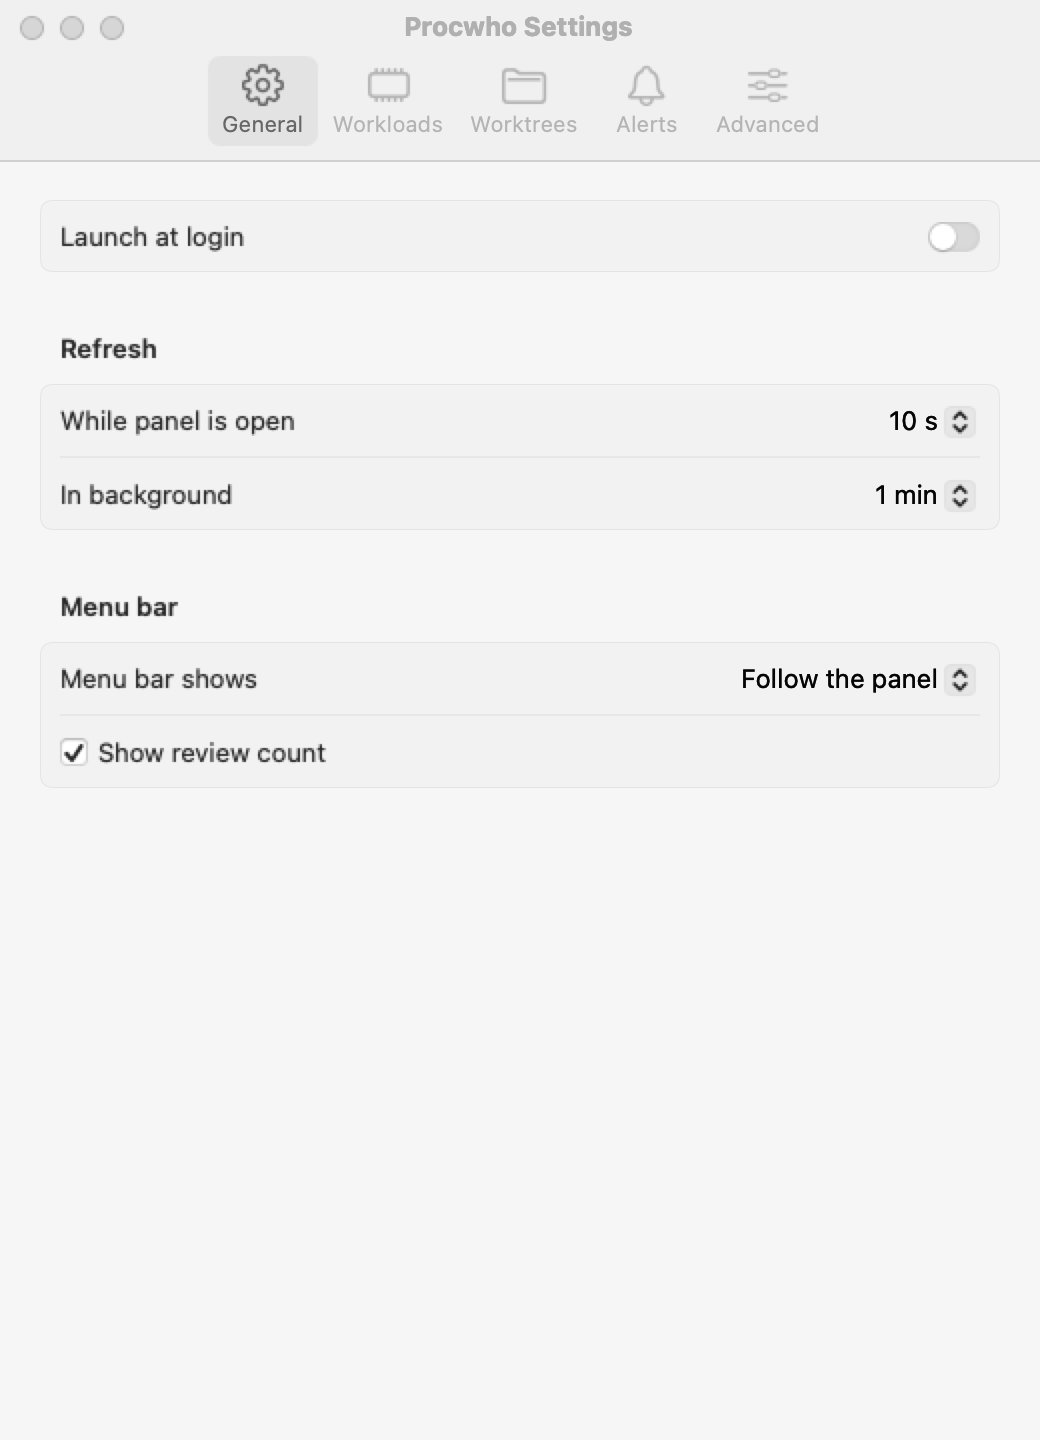 Procwho Settings
General Workloads Worktrees Alerts Advanced
Launch at login
Refresh
While panel is open 10 s
In background 1 min
Menu bar
Menu bar shows Follow the panel
Show review count